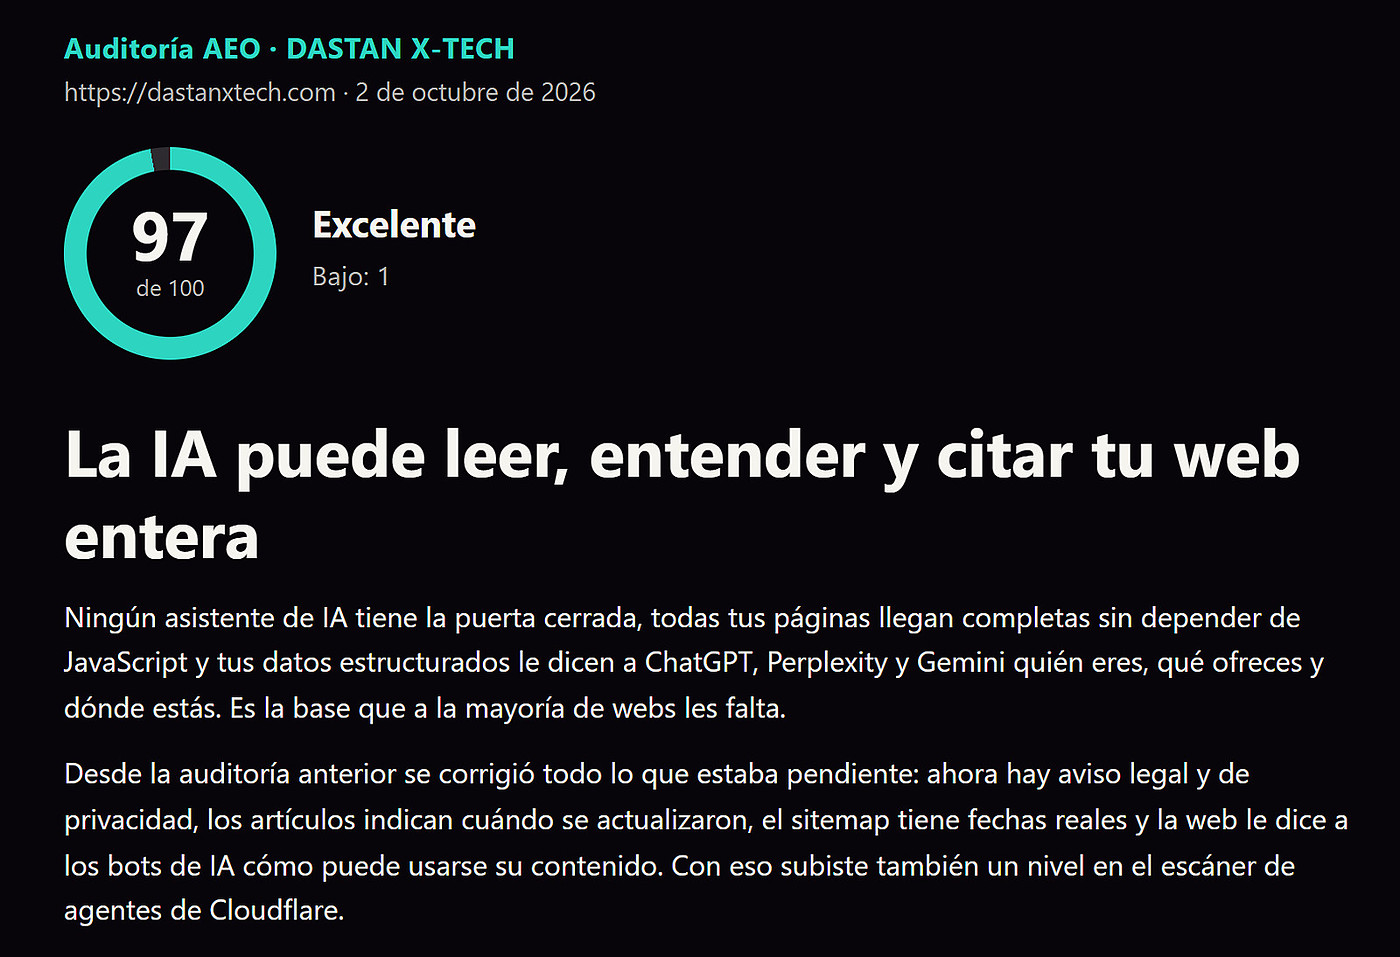 Auditoría AEO · DASTAN X-TECH
https://dastanxtech.com · 2 de octubre de 2026
97
de 100
Excelente
Bajo: 1
La IA puede leer, entender y citar tu web
entera
Ningún asistente de IA tiene la puerta cerrada, todas tus páginas llegan completas sin depender de
JavaScript y tus datos estructurados le dicen a ChatGPT, Perplexity y Gemini quién eres, qué ofreces y
dónde estás. Es la base que a la mayoría de webs les falta.
Desde la auditoría anterior se corrigió todo lo que estaba pendiente: ahora hay aviso legal y de
privacidad, los artículos indican cuándo se actualizaron, el sitemap tiene fechas reales y la web le dice a
los bots de IA cómo puede usarse su contenido. Con eso subiste también un nivel en el escáner de
agentes de Cloudflare.